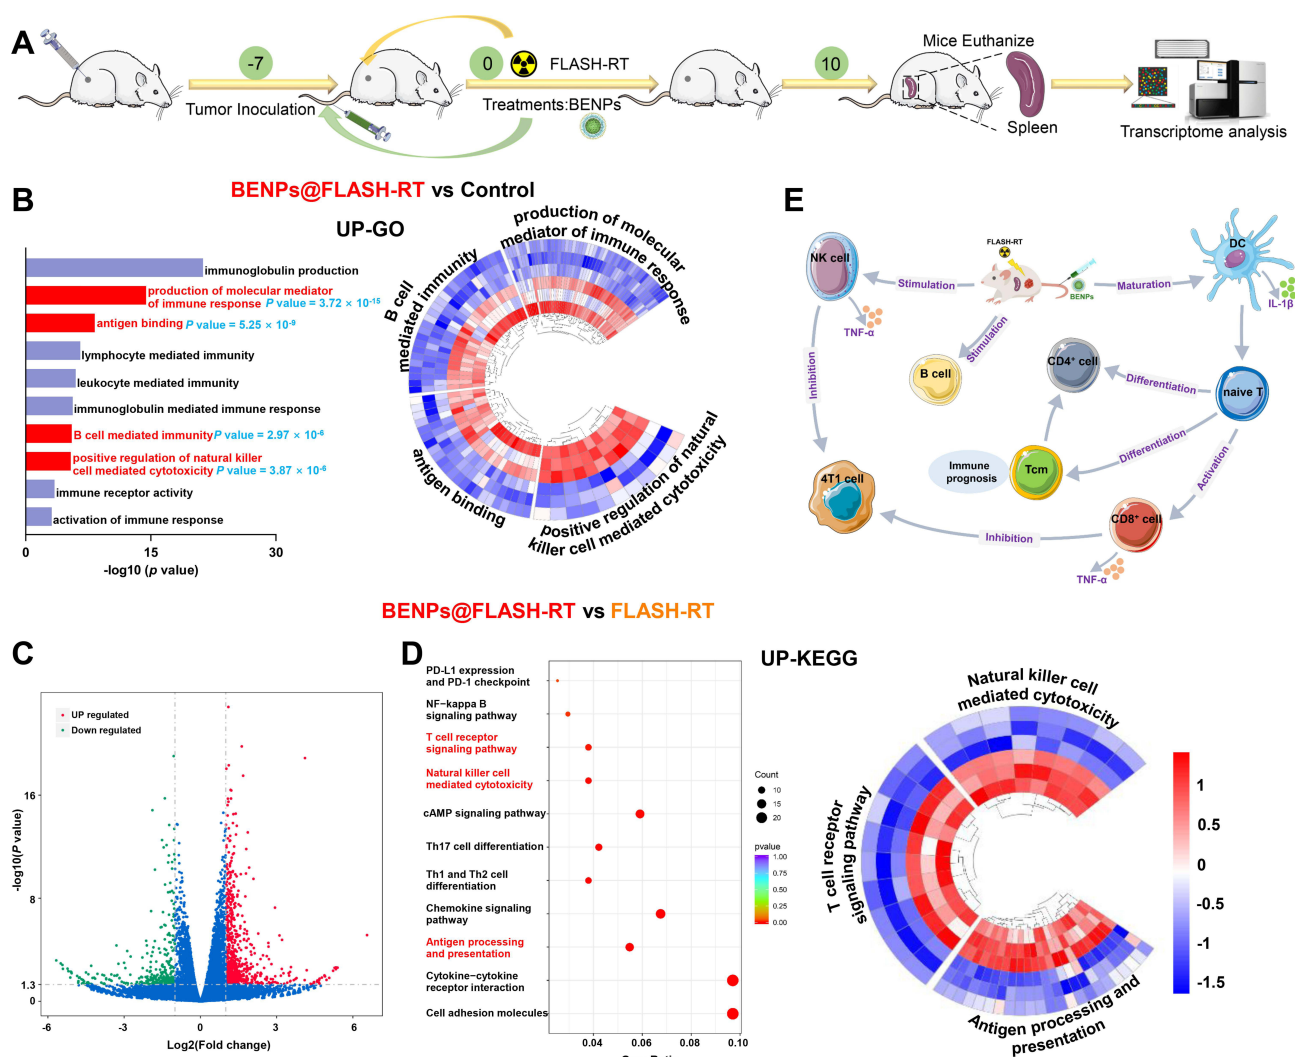 A
-7
Tumor Inoculation
0
FLASH-RT
Treatments:BENPs
10
Mice Euthanize
Spleen
Transcriptome analysis
B
BENPs@FLASH-RT vs Control
UP-GO
immunoglobulin production
production of molecular mediator
of immune response P value = 3.72 × 10⁻¹⁵
antigen binding P value = 5.25 × 10⁻⁹
lymphocyte mediated immunity
leukocyte mediated immunity
immunoglobulin mediated immune response
B cell mediated immunity P value = 2.97 × 10⁻⁶
positive regulation of natural killer
cell mediated cytotoxicity P value = 3.87 × 10⁻⁶
immune receptor activity
activation of immune response
0
15
30
-log10 (p value)
production of molecular
mediator of immune response
B cell
mediated immunity
antigen binding
positive regulation of natural
killer cell mediated cytotoxicity
E
NK cell
TNF-α
Stimulation
FLASH-RT
BENPs
Maturation
DC
IL-1β
Stimulation
B cell
Inhibition
CD4⁺ cell
Differentiation
naive T
Differentiation
Immune
prognosis
Tcm
Activation
4T1 cell
Inhibition
CD8⁺ cell
TNF-α
BENPs@FLASH-RT vs FLASH-RT
C
UP regulated
Down regulated
-log10(P value)
16
8
1.3
0
-6
-3
0
3
6
Log2(Fold change)
D
UP-KEGG
PD-L1 expression
and PD-1 checkpoint
NF−kappa B
signaling pathway
T cell receptor
signaling pathway
Natural killer cell
mediated cytotoxicity
cAMP signaling pathway
Th17 cell differentiation
Th1 and Th2 cell
differentiation
Chemokine signaling
pathway
Antigen processing
and presentation
Cytokine−cytokine
receptor interaction
Cell adhesion molecules
0.04
0.06
0.08
0.10
Count
10
15
20
pvalue
1.00
0.75
0.50
0.25
0.00
Natural killer cell
mediated cytotoxicity
T cell receptor
signaling pathway
Antigen processing and
presentation
1
0.5
0
-0.5
-1
-1.5